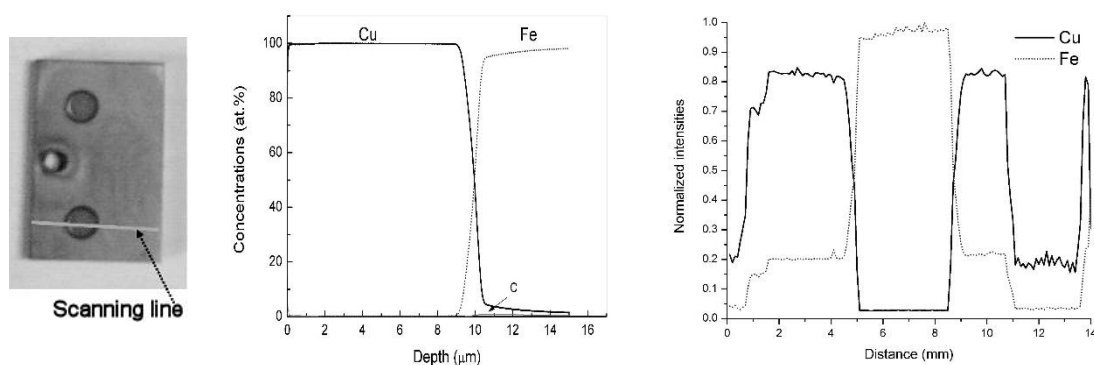 Scanning line
Cu
Fe
C
100
80
60
40
20
0
Concentrations (at.%)
0 2 4 6 8 10 12 14 16
Depth (μm)
1.0
0.9
0.8
0.7
0.6
0.5
0.4
0.3
0.2
0.1
0.0
Normalized intensities
Cu
Fe
0 2 4 6 8 10 12 14
Distance (mm)